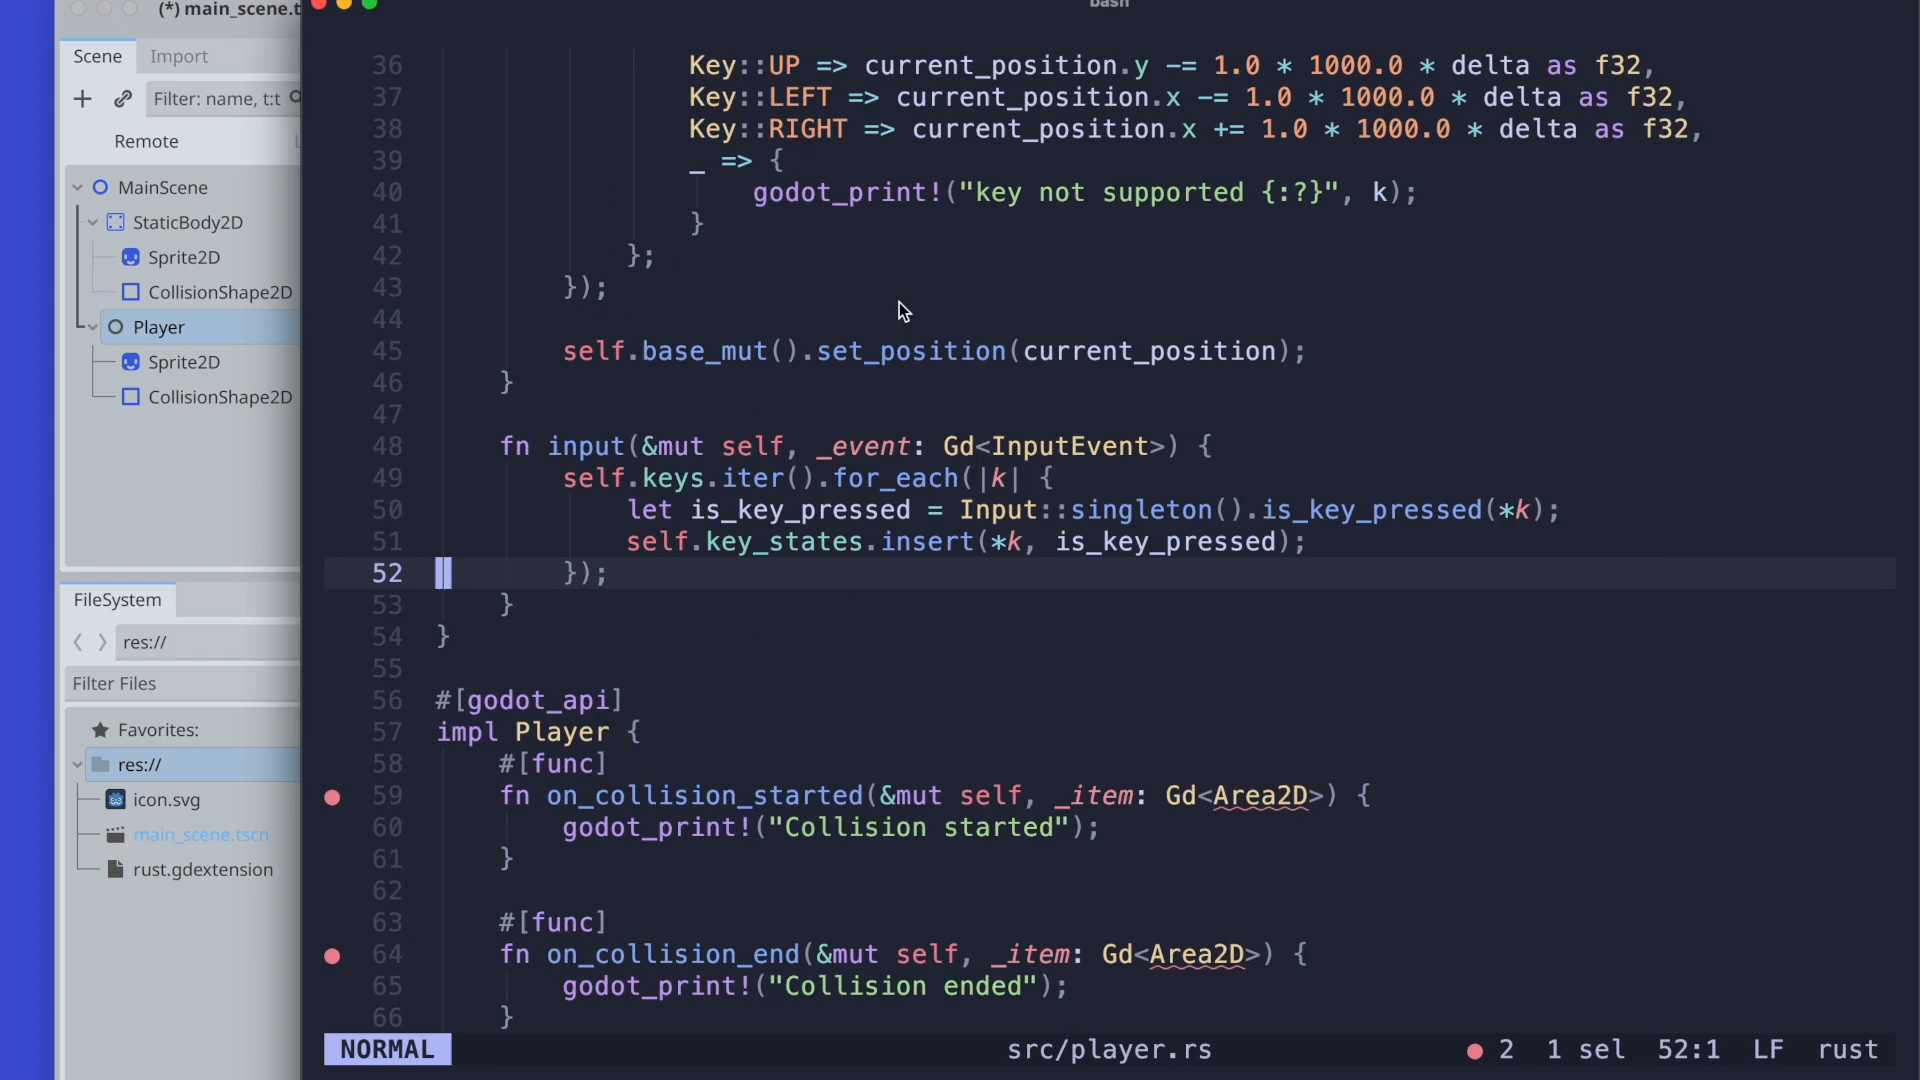 (*) main_scene.t
bash
Scene
Import
Filter: name, t:t
Remote
MainScene
StaticBody2D
Sprite2D
CollisionShape2D
Player
Sprite2D
CollisionShape2D
FileSystem
res://
Filter Files
Favorites:
res://
icon.svg
main_scene.tscn
rust.gdextension
36 Key::UP => current_position.y -= 1.0 * 1000.0 * delta as f32,
37 Key::LEFT => current_position.x -= 1.0 * 1000.0 * delta as f32,
38 Key::RIGHT => current_position.x += 1.0 * 1000.0 * delta as f32,
39 _ => {
40 godot_print!("key not supported {:?}", k);
41 }
42 };
43 });
44
45 self.base_mut().set_position(current_position);
46 }
47
48 fn input(&mut self, _event: Gd<InputEvent>) {
49 self.keys.iter().for_each(|k| {
50 let is_key_pressed = Input::singleton().is_key_pressed(*k);
51 self.key_states.insert(*k, is_key_pressed);
52 });
53 }
54 }
55
56 #[godot_api]
57 impl Player {
58 #[func]
59 fn on_collision_started(&mut self, _item: Gd<Area2D>) {
60 godot_print!("Collision started");
61 }
62
63 #[func]
64 fn on_collision_end(&mut self, _item: Gd<Area2D>) {
65 godot_print!("Collision ended");
66 }
NORMAL src/player.rs 2 1 sel 52:1 LF rust